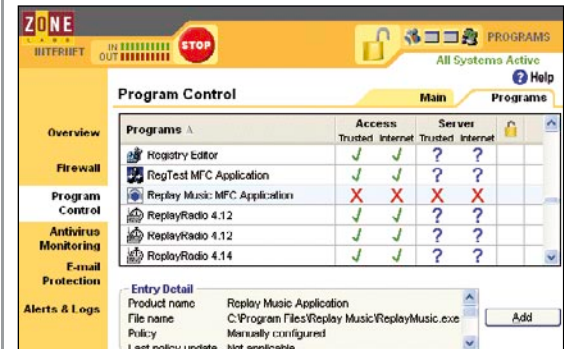 ZONE
LABS
INTERNET IN OUT STOP PROGRAMS
All Systems Active
Help
Program Control Main Programs
Overview
Firewall
Program Control
Antivirus Monitoring
E-mail Protection
Alerts & Logs
Programs Access Server
Trusted Internet Trusted Internet
Registry Editor ? ?
RegTest MFC Application ? ?
Replay Music MFC Application X X X X
ReplayRadio 4.12 ? ?
ReplayRadio 4.12 ? ?
ReplayRadio 4.14 ? ?
Entry Detail
Product name Replay Music Application
File name C:\Program Files\Replay Music\ReplayMusic.exe
Policy Manually configured
Last policy update Not applicable
Add